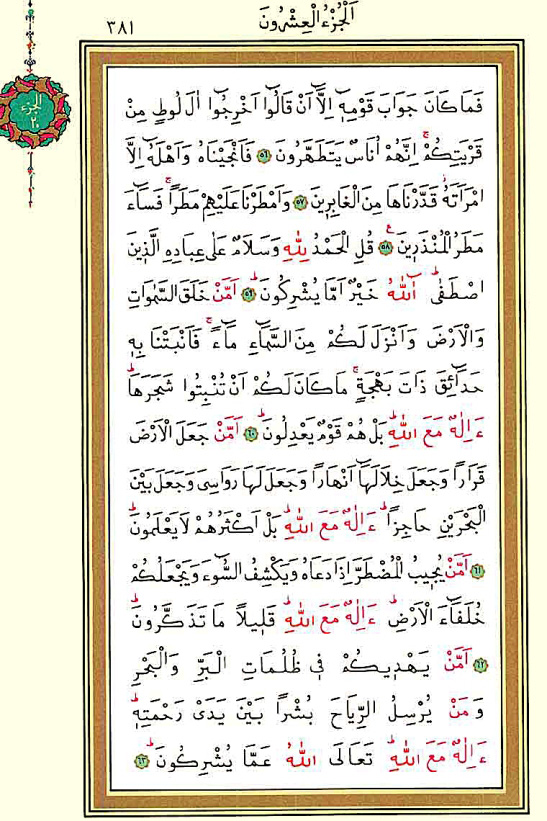 ٣٨١
اَلْجُزْءُ الْعِشْرُونَ
الجزء
٢٠
فَمَا كَانَ جَوَابَ قَوْمِهِٓ اِلَّٓا اَنْ قَالُٓوا اَخْرِجُٓوا اٰلَ لُوطٍ مِنْ
قَرْيَتِكُمْۚ اِنَّهُمْ اُنَاسٌ يَتَطَهَّرُونَ ﴿٥٦﴾ فَاَنْجَيْنَاهُ وَاَهْلَهُٓ اِلَّا
امْرَاَتَهُۘ قَدَّرْنَاهَا مِنَ الْغَابِرٖينَ ﴿٥٧﴾ وَاَمْطَرْنَا عَلَيْهِمْ مَطَرًاۚ فَسَٓاءَ
مَطَرُ الْمُنْذَرٖينَ۟ ﴿٥٨﴾ قُلِ الْحَمْدُ لِلّٰهِ وَسَلَامٌ عَلٰى عِبَادِهِ الَّذٖينَ
اصْطَفٰىؕ آٰللّٰهُ خَيْرٌ اَمَّا يُشْرِكُونَؕ ﴿٥٩﴾ اَمَّنْ خَلَقَ السَّمٰوَاتِ
وَالْاَرْضَ وَاَنْزَلَ لَكُمْ مِنَ السَّمَٓاءِ مَٓاءًۚ فَاَنْبَتْنَا بِهٖ
حَدَٓائِقَ ذَاتَ بَهْجَةٍۚ مَا كَانَ لَكُمْ اَنْ تُنْبِتُوا شَجَرَهَاؕ
ءَاِلٰهٌ مَعَ اللّٰهِؕ بَلْ هُمْ قَوْمٌ يَعْدِلُونَؕ ﴿٦٠﴾ اَمَّنْ جَعَلَ الْاَرْضَ
قَرَارًا وَجَعَلَ خِلَالَهَٓا اَنْهَارًا وَجَعَلَ لَهَا رَوَاسِىَ وَجَعَلَ بَيْنَ
الْبَحْرَيْنِ حَاجِزًاؕ ءَاِلٰهٌ مَعَ اللّٰهِؕ بَلْ اَكْثَرُهُمْ لَا يَعْلَمُونَؕ
﴿٦١﴾ اَمَّنْ يُجٖيبُ الْمُضْطَرَّ اِذَا دَعَاهُ وَيَكْشِفُ السُّٓوءَ وَيَجْعَلُكُمْ
خُلَفَٓاءَ الْاَرْضِؕ ءَاِلٰهٌ مَعَ اللّٰهِؕ قَلٖيلًا مَا تَذَكَّرُونَؕ
﴿٦٢﴾ اَمَّنْ يَهْدٖيكُمْ فٖى ظُلُمَاتِ الْبَرِّ وَالْبَحْرِ
وَمَنْ يُرْسِلُ الرِّيَاحَ بُشْرًا بَيْنَ يَدَىْ رَحْمَتِهٖؕ
ءَاِلٰهٌ مَعَ اللّٰهِؕ تَعَالَى اللّٰهُ عَمَّا يُشْرِكُونَؕ ﴿٦٣﴾